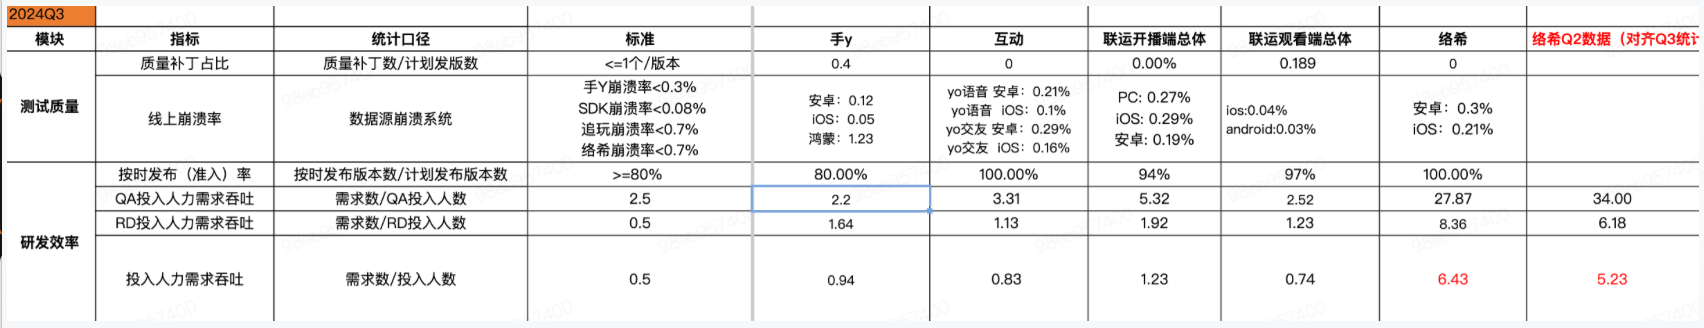 2024Q3
模块 指标 统计口径 标准 手y 互动 联运开播端总体 联运观看端总体 络希 络希Q2数据（对齐Q3统计
测试质量
质量补丁占比 质量补丁数/计划发版数 <=1个/版本 0.4 0 0.00% 0.189 0
线上崩溃率 数据源崩溃系统
手Y崩溃率<0.3%
SDK崩溃率<0.08%
追玩崩溃率<0.7%
络希崩溃率<0.7%
安卓：0.12
iOS：0.05
鸿蒙：1.23
yo语音 安卓：0.21%
yo语音 iOS：0.1%
yo交友 安卓：0.29%
yo交友 iOS：0.16%
PC: 0.27%
iOS: 0.29%
安卓: 0.19%
ios:0.04%
android:0.03%
安卓：0.3%
iOS：0.21%
研发效率
按时发布（准入）率 按时发布版本数/计划发布版本数 >=80% 80.00% 100.00% 94% 97% 100.00%
QA投入人力需求吞吐 需求数/QA投入人数 2.5 2.2 3.31 5.32 2.52 27.87 34.00
RD投入人力需求吞吐 需求数/RD投入人数 0.5 1.64 1.13 1.92 1.23 8.36 6.18
投入人力需求吞吐 需求数/投入人数 0.5 0.94 0.83 1.23 0.74 6.43 5.23